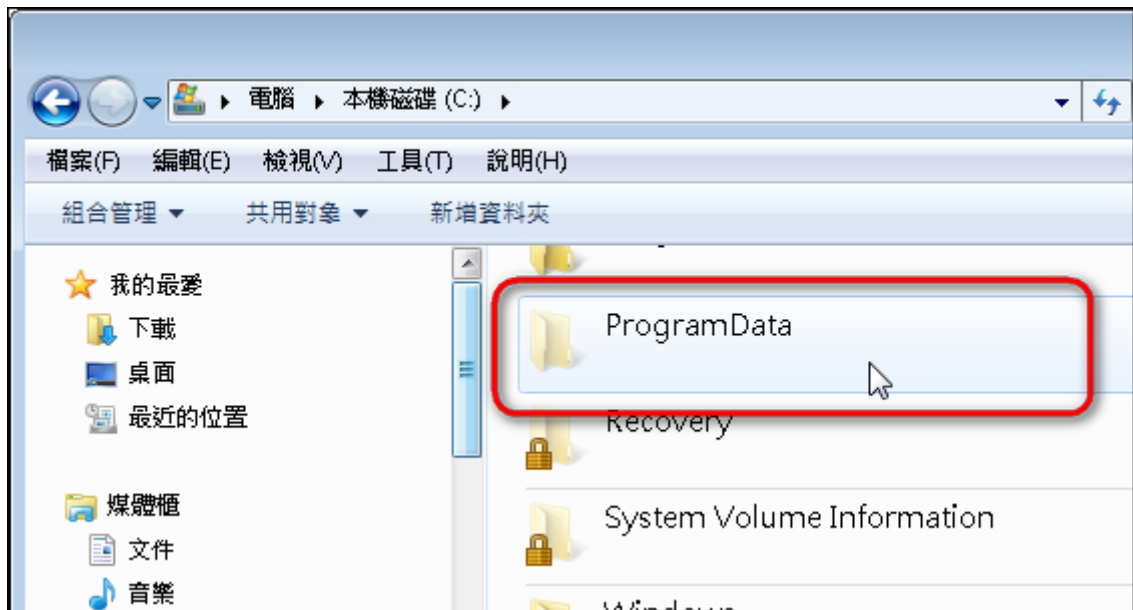 電腦 本機磁碟 (C:)
檔案(F) 編輯(E) 檢視(V) 工具(T) 說明(H)
組合管理 共用對象 新增資料夾
我的最愛
下載
桌面
最近的位置
媒體櫃
文件
音樂
ProgramData
Recovery
System Volume Information
Windows